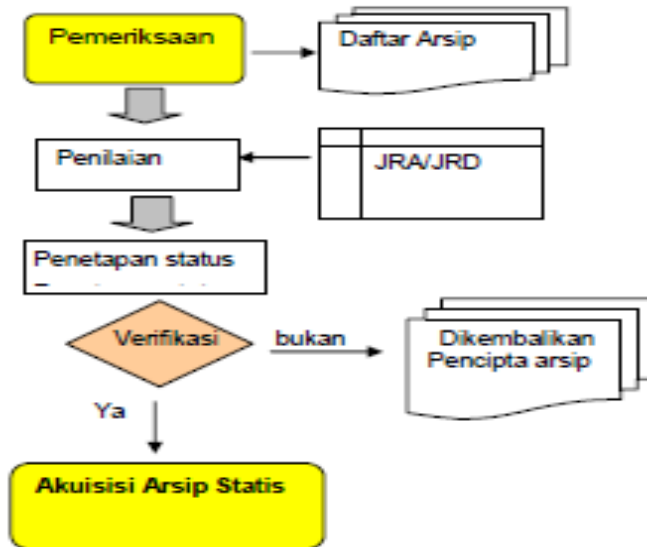 Pemeriksaan
Daftar Arsip
Penilaian
JRA/JRD
Penetapan status
Verifikasi
bukan
Dikembalikan
Pencipta arsip
Ya
Akuisisi Arsip Statis